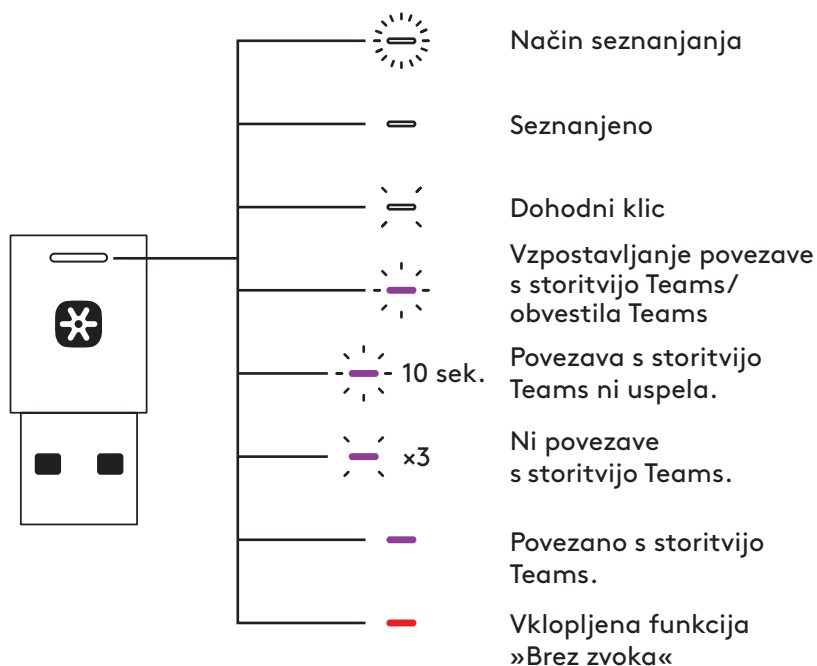 Način seznanjanja
Seznanjeno
Dohodni klic
Vzpostavljanje povezave
s storitvijo Teams/
obvestila Teams
10 sek.
Povezava s storitvijo
Teams ni uspela.
×3
Ni povezave
s storitvijo Teams.
Povezano s storitvijo
Teams.
Vklopljena funkcija
»Brez zvoka«